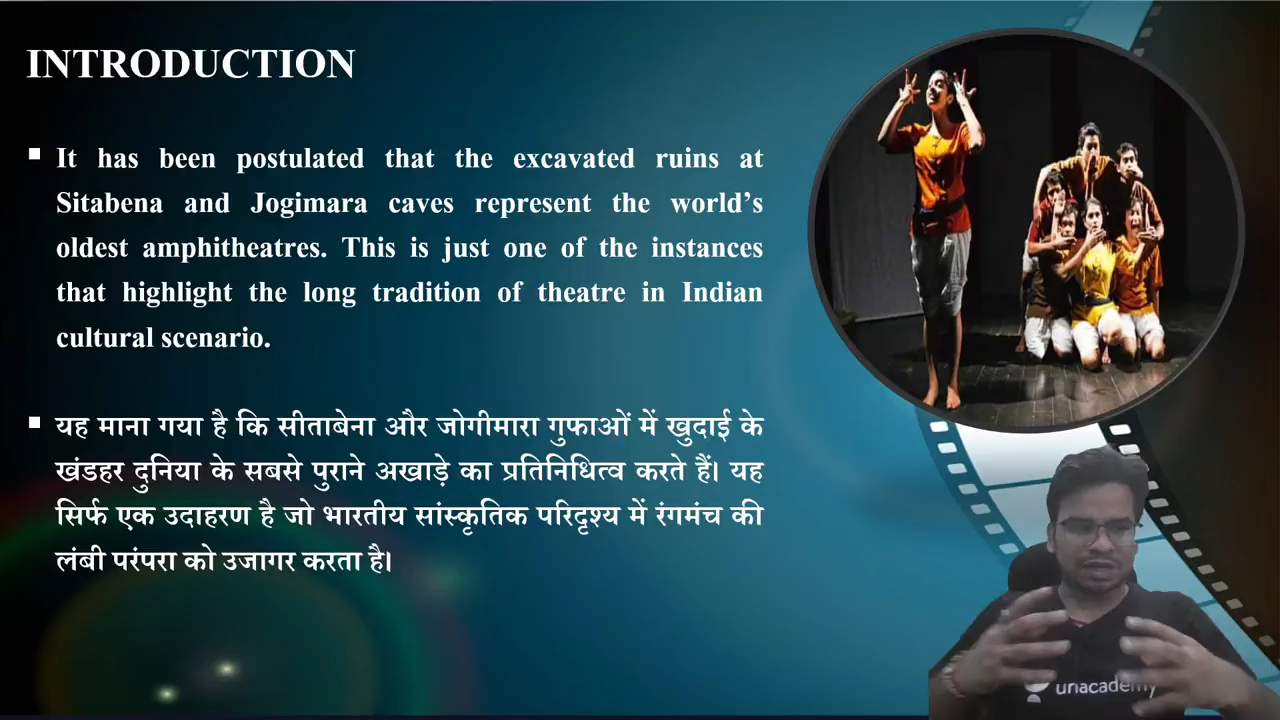 INTRODUCTION
▪ It has been postulated that the excavated ruins at
Sitabena and Jogimara caves represent the world’s
oldest amphitheatres. This is just one of the instances
that highlight the long tradition of theatre in Indian
cultural scenario.
▪ यह माना गया है कि सीताबेना और जोगीमारा गुफाओं में खुदाई के
खंडहर दुनिया के सबसे पुराने अखाड़े का प्रतिनिधित्व करते हैं। यह
सिर्फ एक उदाहरण है जो भारतीय सांस्कृतिक परिदृश्य में रंगमंच की
लंबी परंपरा को उजागर करता है।
unacademy